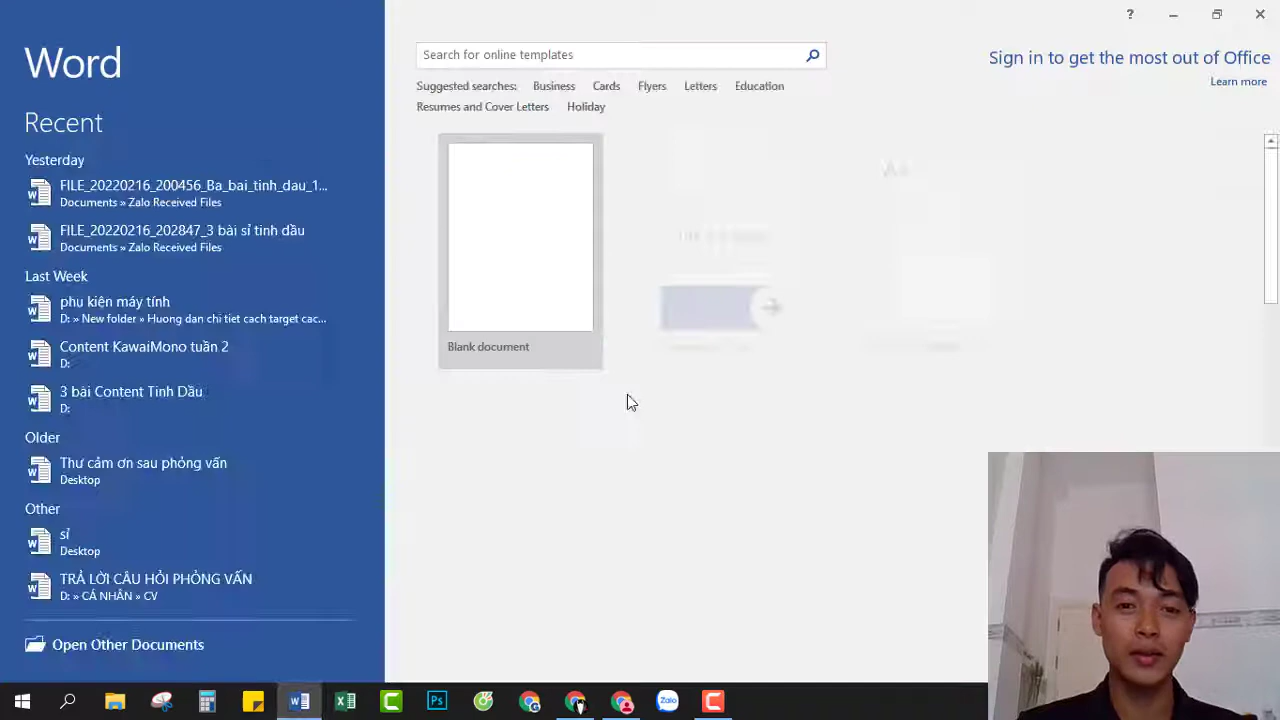 Word
Recent
Yesterday
FILE_20220216_200456_Ba_bai_tinh_dau_1...
Documents » Zalo Received Files
FILE_20220216_202847_3 bài sỉ tinh dầu
Documents » Zalo Received Files
Last Week
phụ kiện máy tính
D: » New folder » Huong dan chi tiet cach target cac...
Content KawaiMono tuần 2
D:
3 bài Content Tinh Dầu
D:
Older
Thư cảm ơn sau phỏng vấn
Desktop
Other
sỉ
Desktop
TRẢ LỜI CÂU HỎI PHỎNG VẤN
D: » CÁ NHÂN » CV
Open Other Documents
Search for online templates
Suggested searches: Business Cards Flyers Letters Education
Resumes and Cover Letters Holiday
Sign in to get the most out of Office
Learn more
Blank document
Zalo